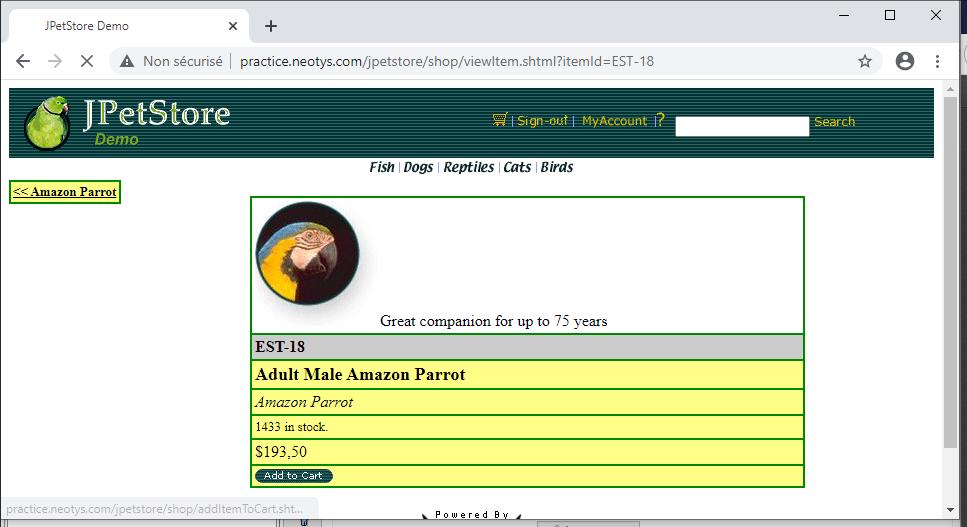 JPetStore Demo
Non sécurisé | practice.neotys.com/jpetstore/shop/viewItem.shtml?itemId=EST-18
JPetStore
Demo
| Sign-out | MyAccount | ? Search
Fish | Dogs | Reptiles | Cats | Birds
<< Amazon Parrot
Great companion for up to 75 years
EST-18
Adult Male Amazon Parrot
Amazon Parrot
1433 in stock.
$193,50
Add to Cart
practice.neotys.com/jpetstore/shop/addItemToCart.sht...
Powered By